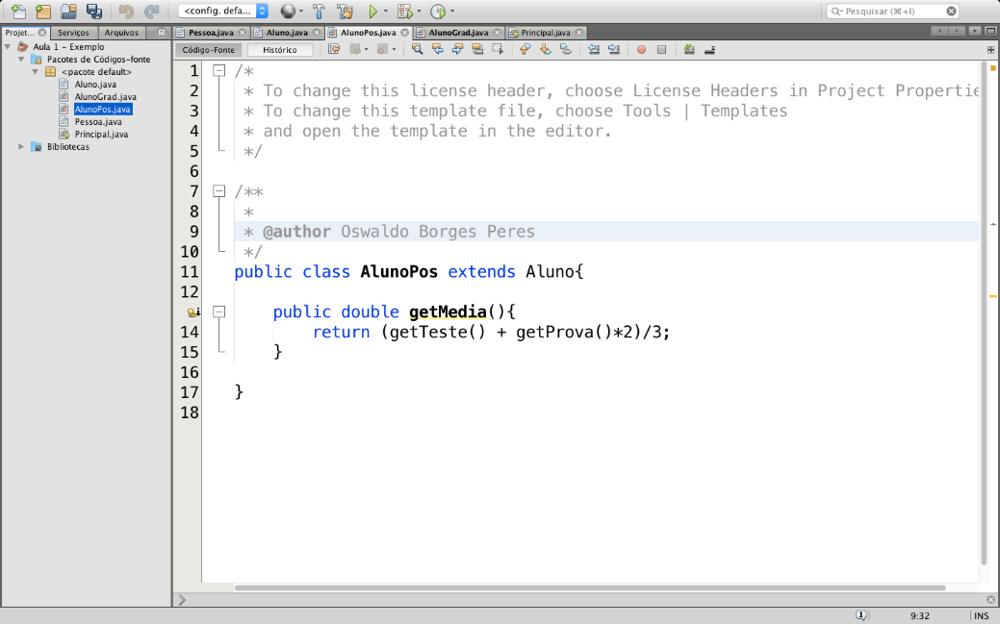 <config. defa...
Pesquisar (⌘+I)
Projet... Serviços Arquivos
Pessoa.java Aluno.java AlunoPos.java AlunoGrad.java Principal.java
Código-Fonte Histórico
Aula 1 - Exemplo
Pacotes de Códigos-fonte
<pacote default>
Aluno.java
AlunoGrad.java
AlunoPos.java
Pessoa.java
Principal.java
Bibliotecas
1 /*
2 * To change this license header, choose License Headers in Project Propertie
3 * To change this template file, choose Tools | Templates
4 * and open the template in the editor.
5 */
6
7 /**
8 *
9 * @author Oswaldo Borges Peres
10 */
11 public class AlunoPos extends Aluno{
12
public double getMedia(){
14 return (getTeste() + getProva()*2)/3;
15 }
16
17 }
18
9:32 INS